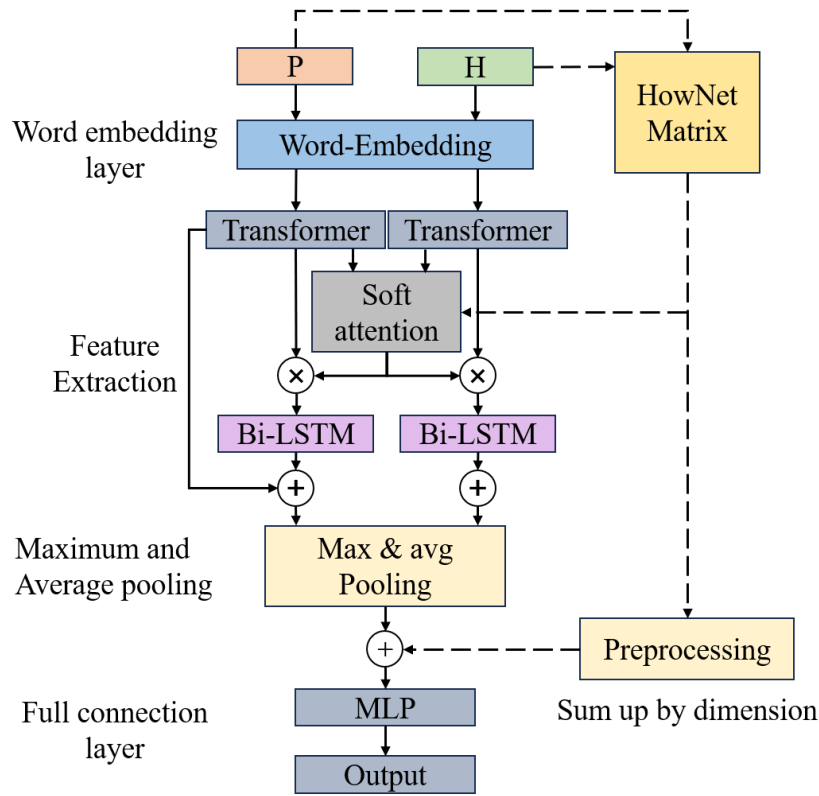 P
H
HowNet
Matrix
Word embedding
layer
Word-Embedding
Transformer
Transformer
Soft
attention
Feature
Extraction
×
×
Bi-LSTM
Bi-LSTM
+
+
Maximum and
Average pooling
Max & avg
Pooling
+
Preprocessing
Sum up by dimension
Full connection
layer
MLP
Output